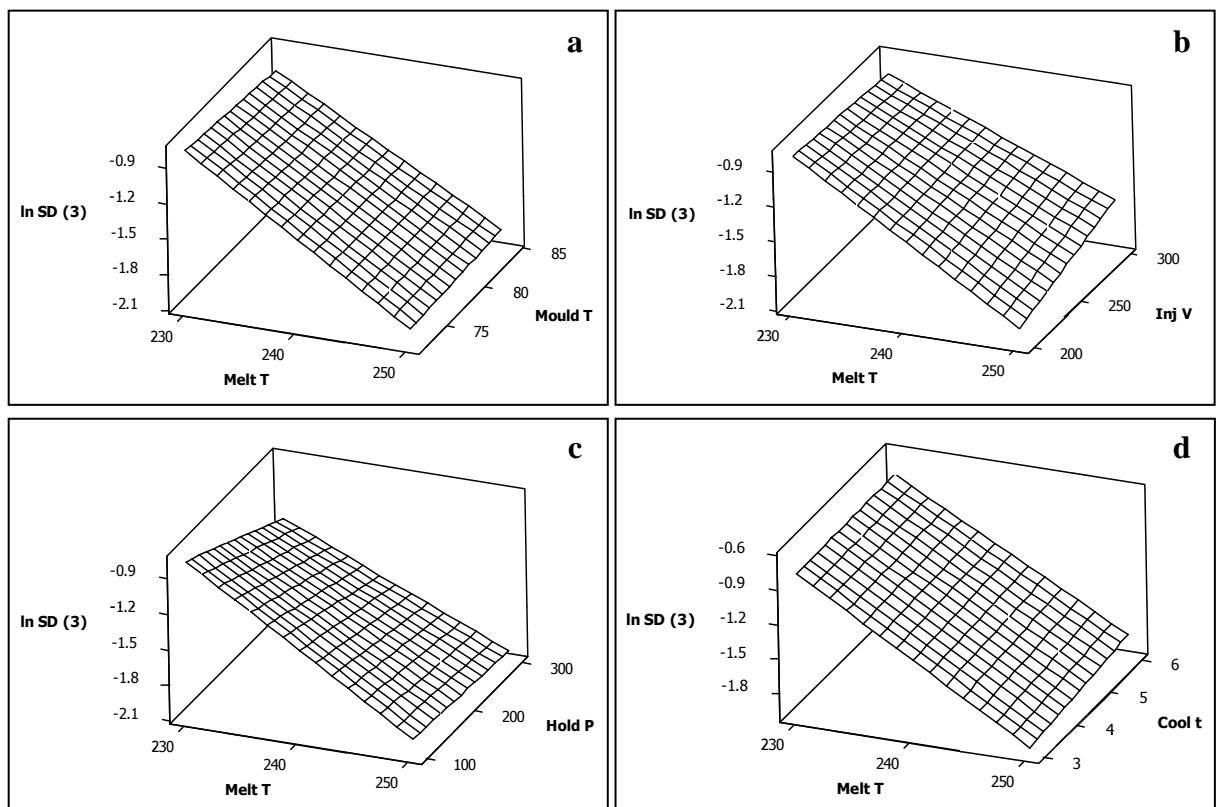 a
-0.9
-1.2
ln SD (3)
-1.5
-1.8
-2.1
85
80
Mould T
75
230
240
250
Melt T
b
-0.9
-1.2
ln SD (3)
-1.5
-1.8
-2.1
300
250
Inj V
200
230
240
250
Melt T
c
-0.9
-1.2
ln SD (3)
-1.5
-1.8
-2.1
300
200
Hold P
100
230
240
250
Melt T
d
-0.6
-0.9
-1.2
ln SD (3)
-1.5
-1.8
6
5
Cool t
4
3
230
240
250
Melt T